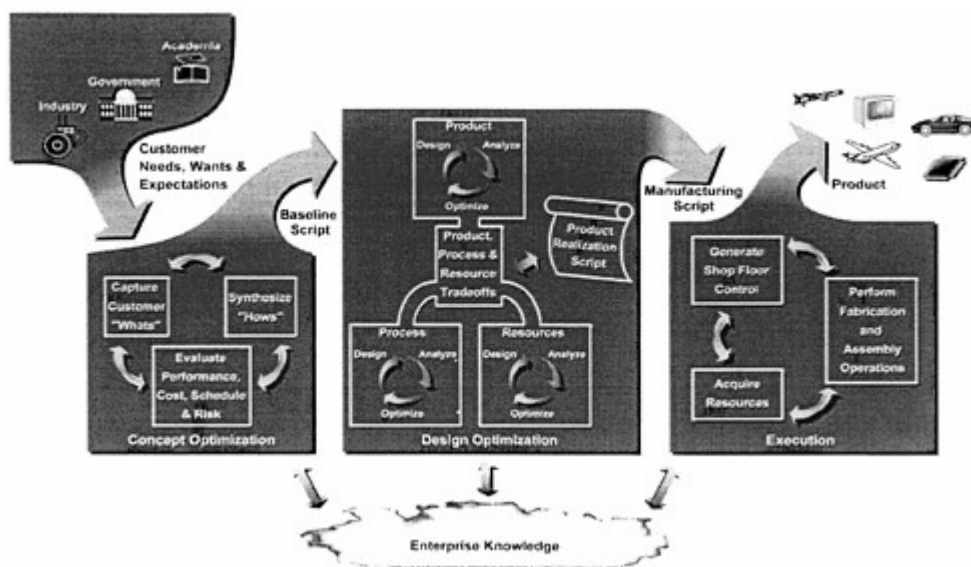 Academia
Government
Industry
Customer
Needs, Wants &
Expectations
Baseline
Script
Capture
Customer
"Whats"
Synthesize
"Hows"
Evaluate
Performance,
Cost, Schedule
& Risk
Concept Optimization
Product
Design
Analyze
Optimize
Product,
Process &
Resource
Tradeoffs
Product
Realization
Script
Process
Design
Analyze
Optimize
Resources
Design
Analyze
Optimize
Design Optimization
Manufacturing
Script
Product
Generate
Shop Floor
Control
Perform
Fabrication
and
Assembly
Operations
Acquire
Resources
Execution
Enterprise Knowledge